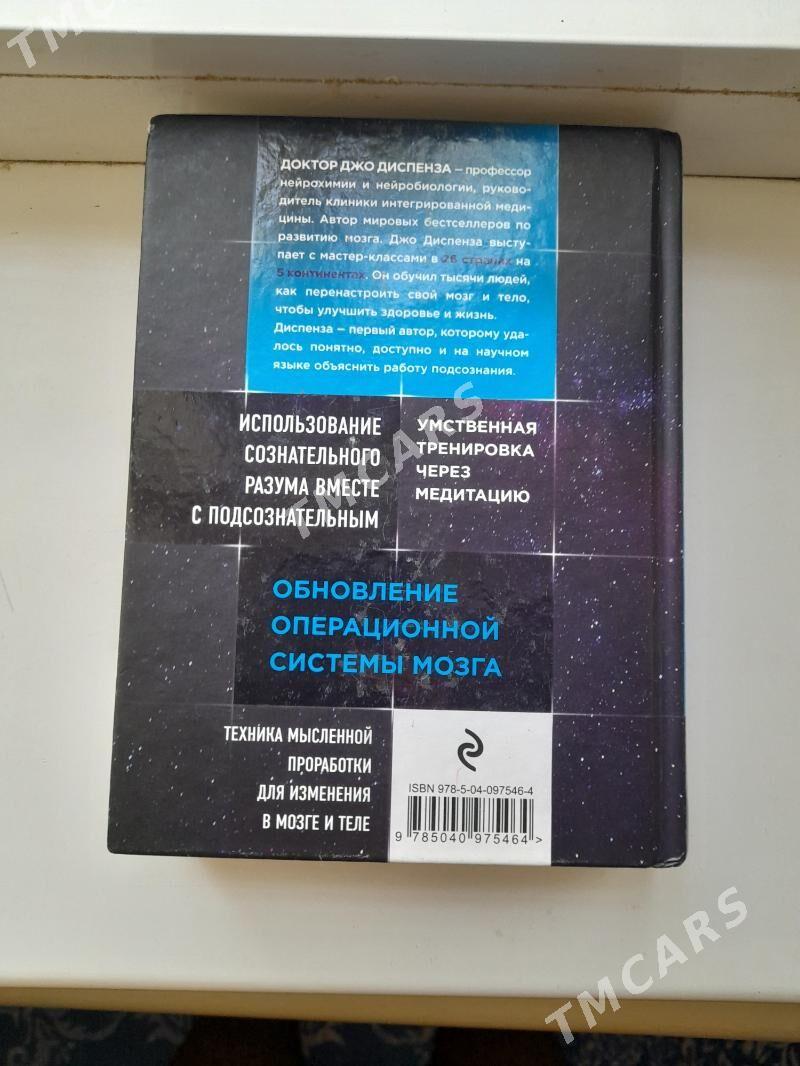 TMCARS
ДОКТОР ДЖО ДИСПЕНЗА – профессор
нейрохимии и нейробиологии, руково-
дитель клиники интегрированной меди-
цины. Автор мировых бестселлеров по
развитию мозга. Джо Диспенза высту-
пает с мастер-классами в 26 странах на
5 континентах. Он обучил тысячи людей,
как перенастроить свой мозг и тело,
чтобы улучшить здоровье и жизнь.
Диспенза – первый автор, которому уда-
лось понятно, доступно и на научном
языке объяснить работу подсознания.
ИСПОЛЬЗОВАНИЕ
СОЗНАТЕЛЬНОГО
РАЗУМА ВМЕСТЕ
С ПОДСОЗНАТЕЛЬНЫМ
УМСТВЕННАЯ
ТРЕНИРОВКА
ЧЕРЕЗ
МЕДИТАЦИЮ
TMCARS
ОБНОВЛЕНИЕ
ОПЕРАЦИОННОЙ
СИСТЕМЫ МОЗГА
ТЕХНИКА МЫСЛЕННОЙ
ПРОРАБОТКИ
ДЛЯ ИЗМЕНЕНИЯ
В МОЗГЕ И ТЕЛЕ
ISBN 978-5-04-097546-4
9 785040 975464 >
TMCARS